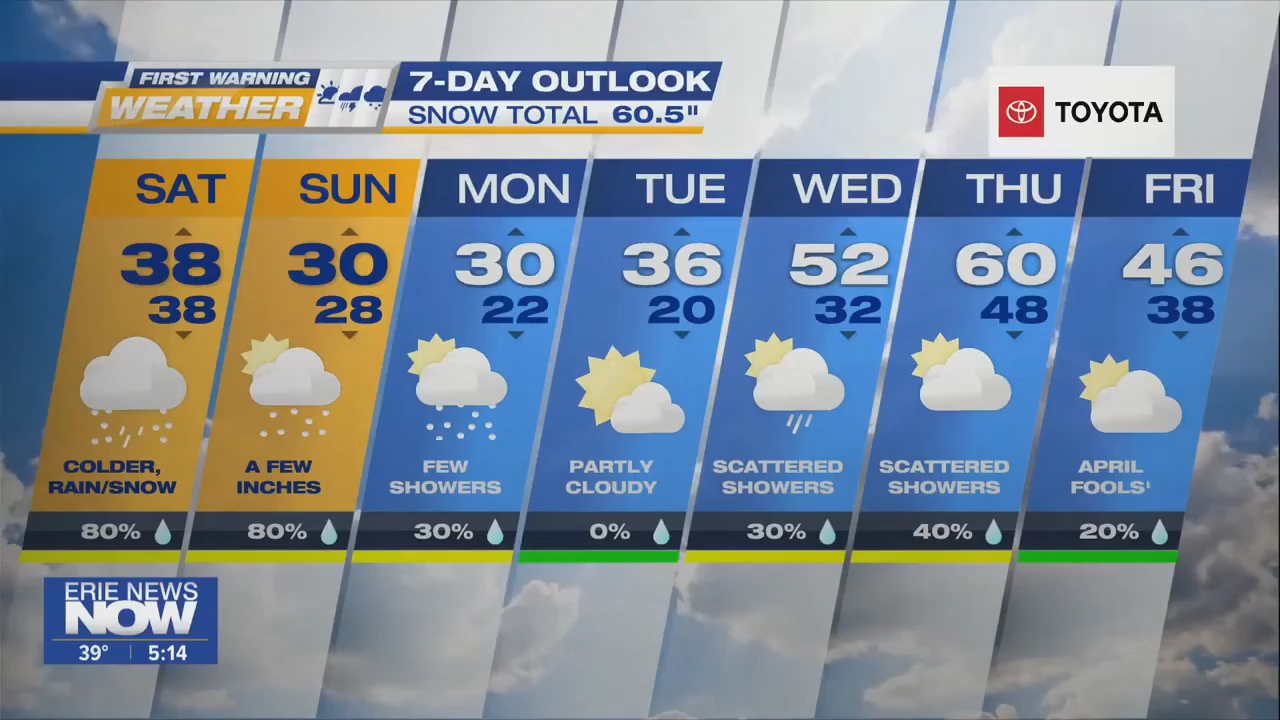 FIRST WARNING
WEATHER
7-DAY OUTLOOK
SNOW TOTAL 60.5"
TOYOTA
SAT SUN MON TUE WED THU FRI
38 30 30 36 52 60 46
38 28 22 20 32 48 38
COLDER, A FEW FEW PARTLY SCATTERED SCATTERED APRIL
RAIN/SNOW INCHES SHOWERS CLOUDY SHOWERS SHOWERS FOOLS'
80% 80% 30% 0% 30% 40% 20%
ERIE NEWS
NOW
39° 5:14